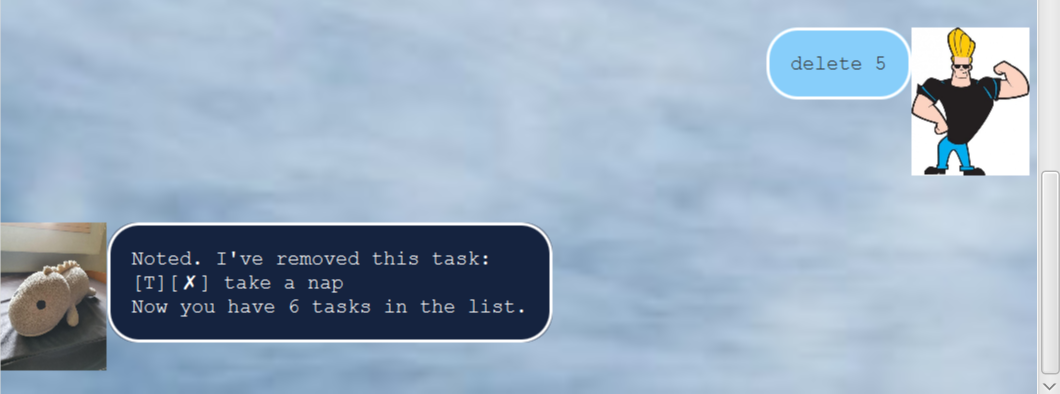 delete 5
Noted. I've removed this task:
[T][✗] take a nap
Now you have 6 tasks in the list.